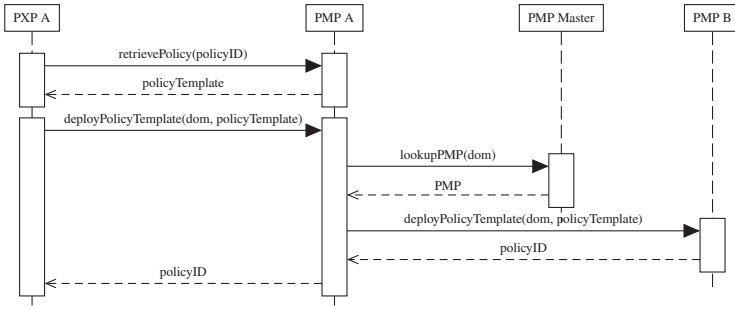 PXP A
PMP A
PMP Master
PMP B
retrievePolicy(policyID)
policyTemplate
deployPolicyTemplate(dom, policyTemplate)
lookupPMP(dom)
PMP
deployPolicyTemplate(dom, policyTemplate)
policyID
policyID